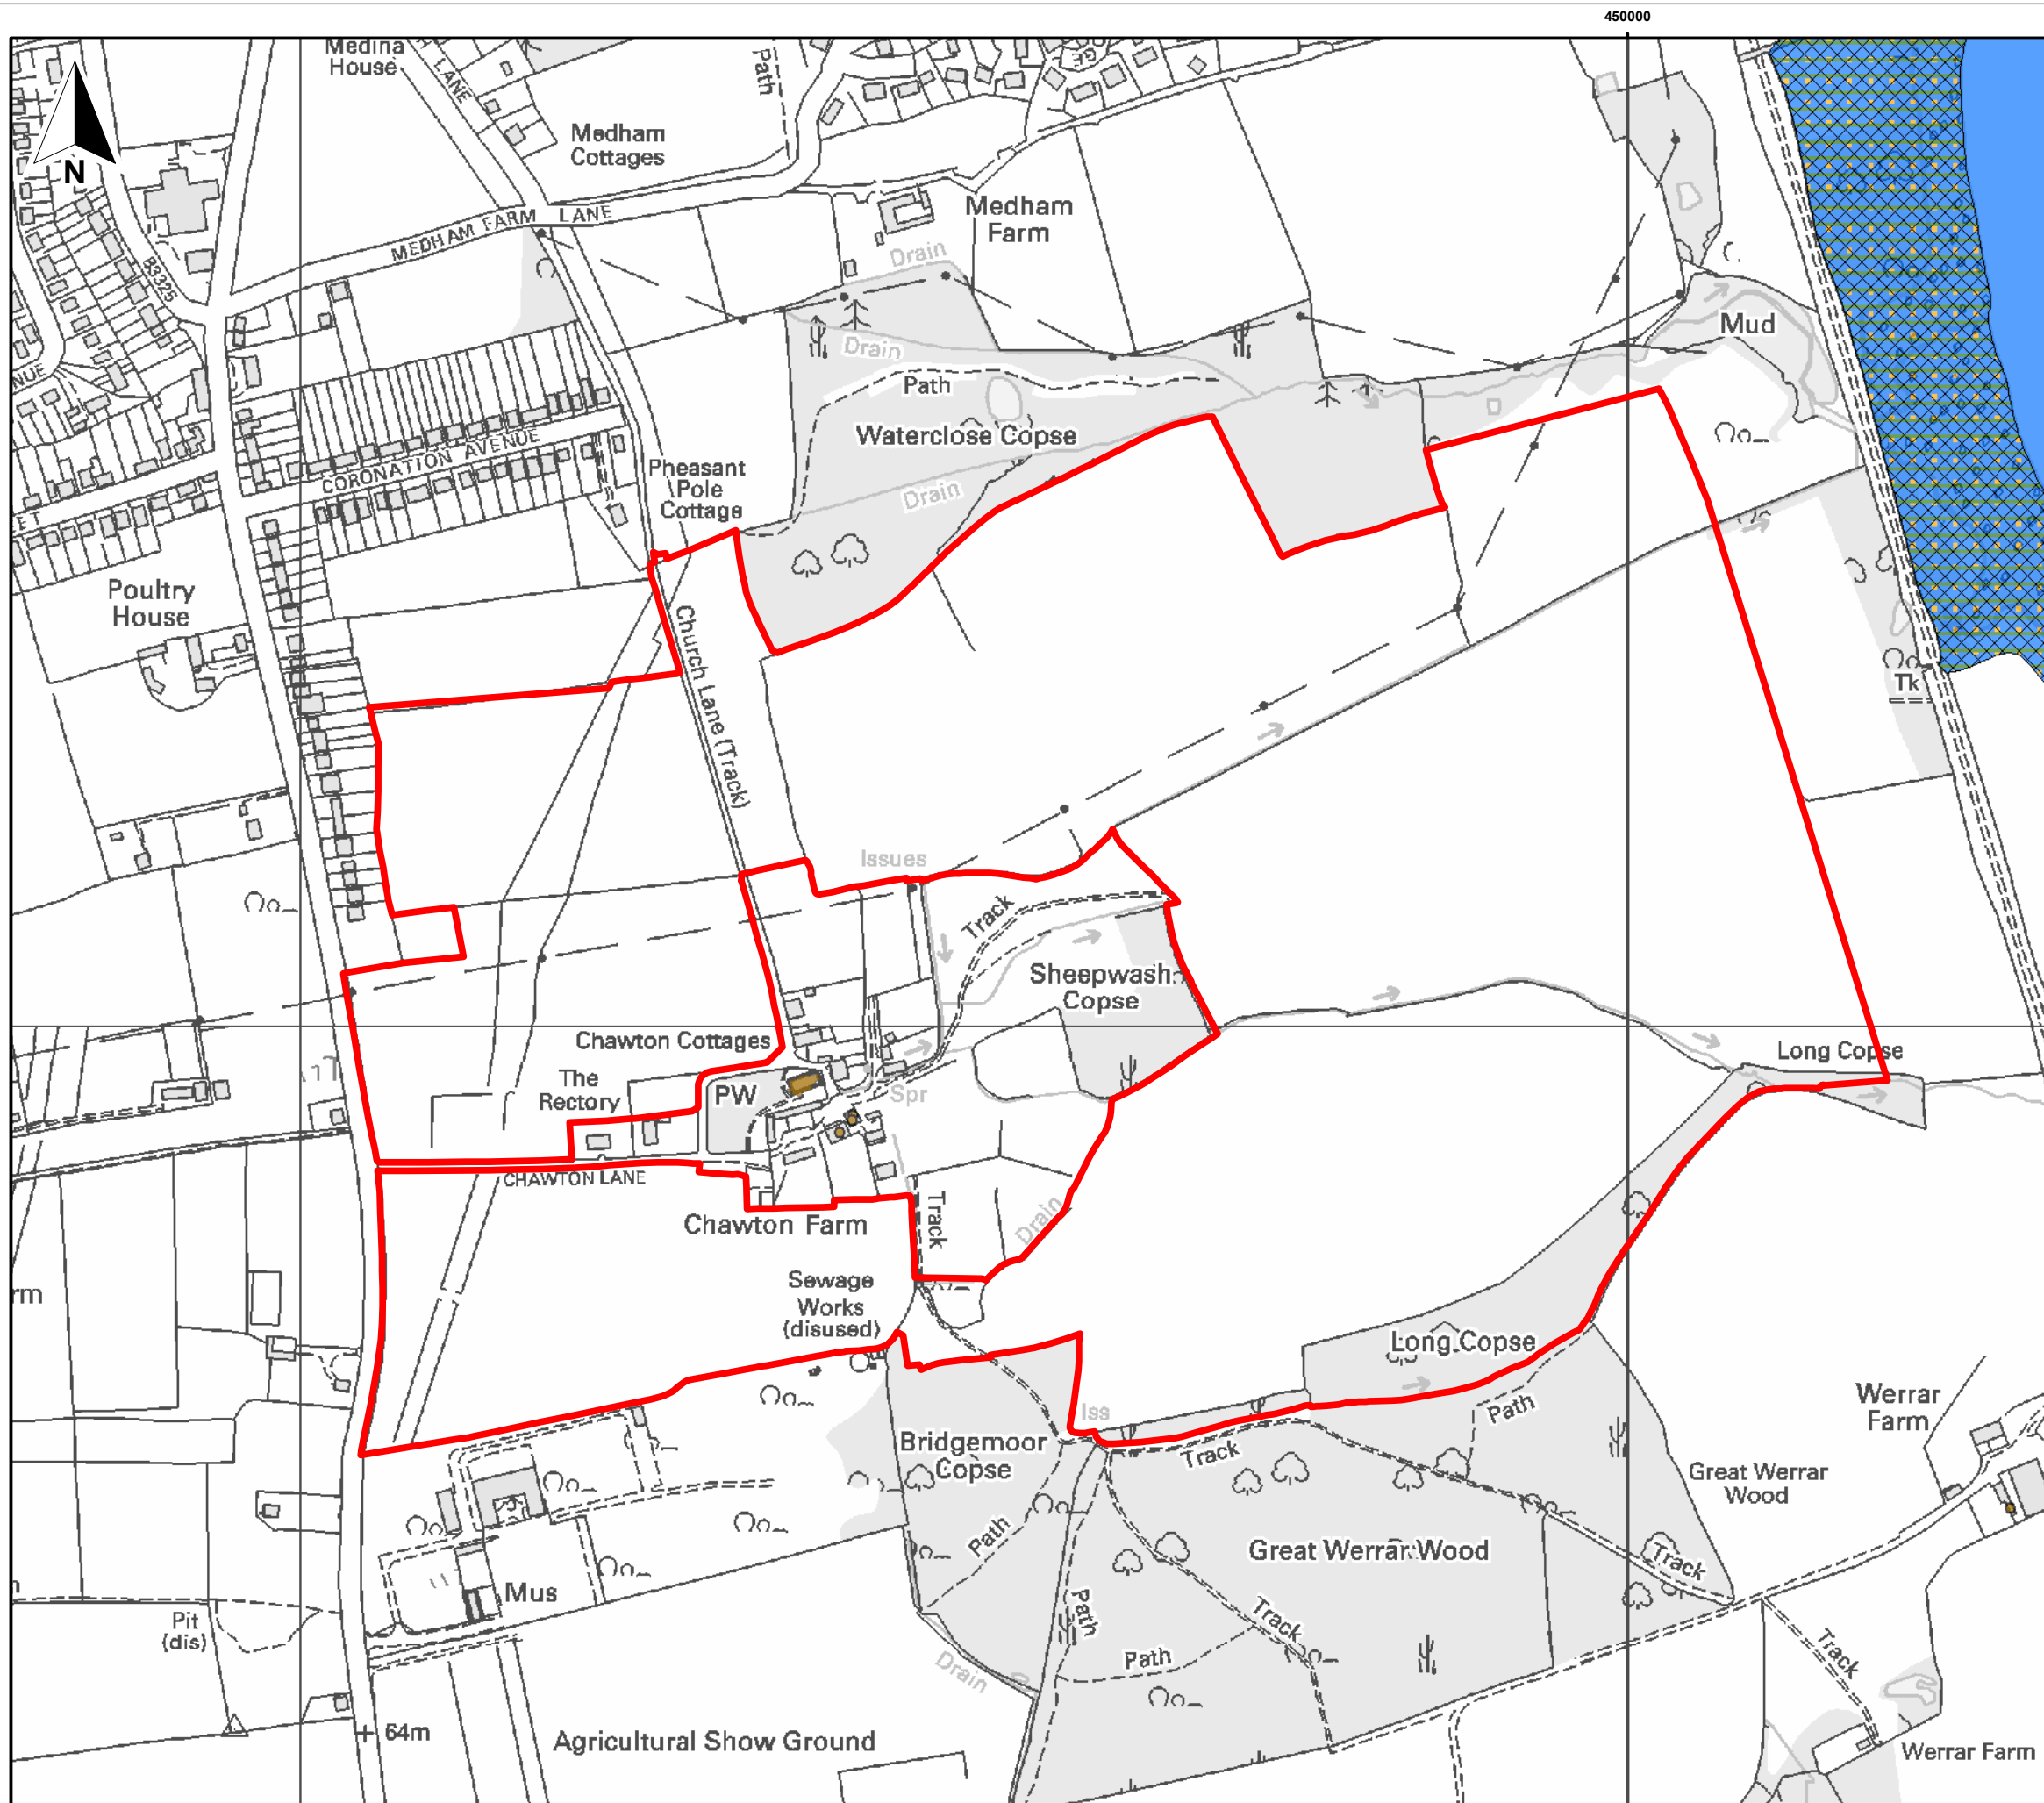 450000
Medina
House
LANE
Path
N
Medham
Cottages
MEDHAM FARM LANE
Medham
Farm
B3325
Drain
Mud
Drain
Path
Waterclose Copse
CORONATION AVENUE
Pheasant
Pole
Cottage
Drain
Poultry
House
Church Lane (Track)
Tk
Issues
Track
Sheepwash
Copse
Chawton Cottages
Long Copse
The
Rectory
PW
Spr
CHAWTON LANE
Track
Chawton Farm
Drain
Sewage
Works
(disused)
Long Copse
Iss
Path
Werrar
Farm
Bridgemoor
Copse
Track
Great Werrar
Wood
Path
Great Werrar Wood
Track
Mus
Path
Track
Pit
(dis)
Path
Track
Drain
64m
Agricultural Show Ground
Werrar Farm